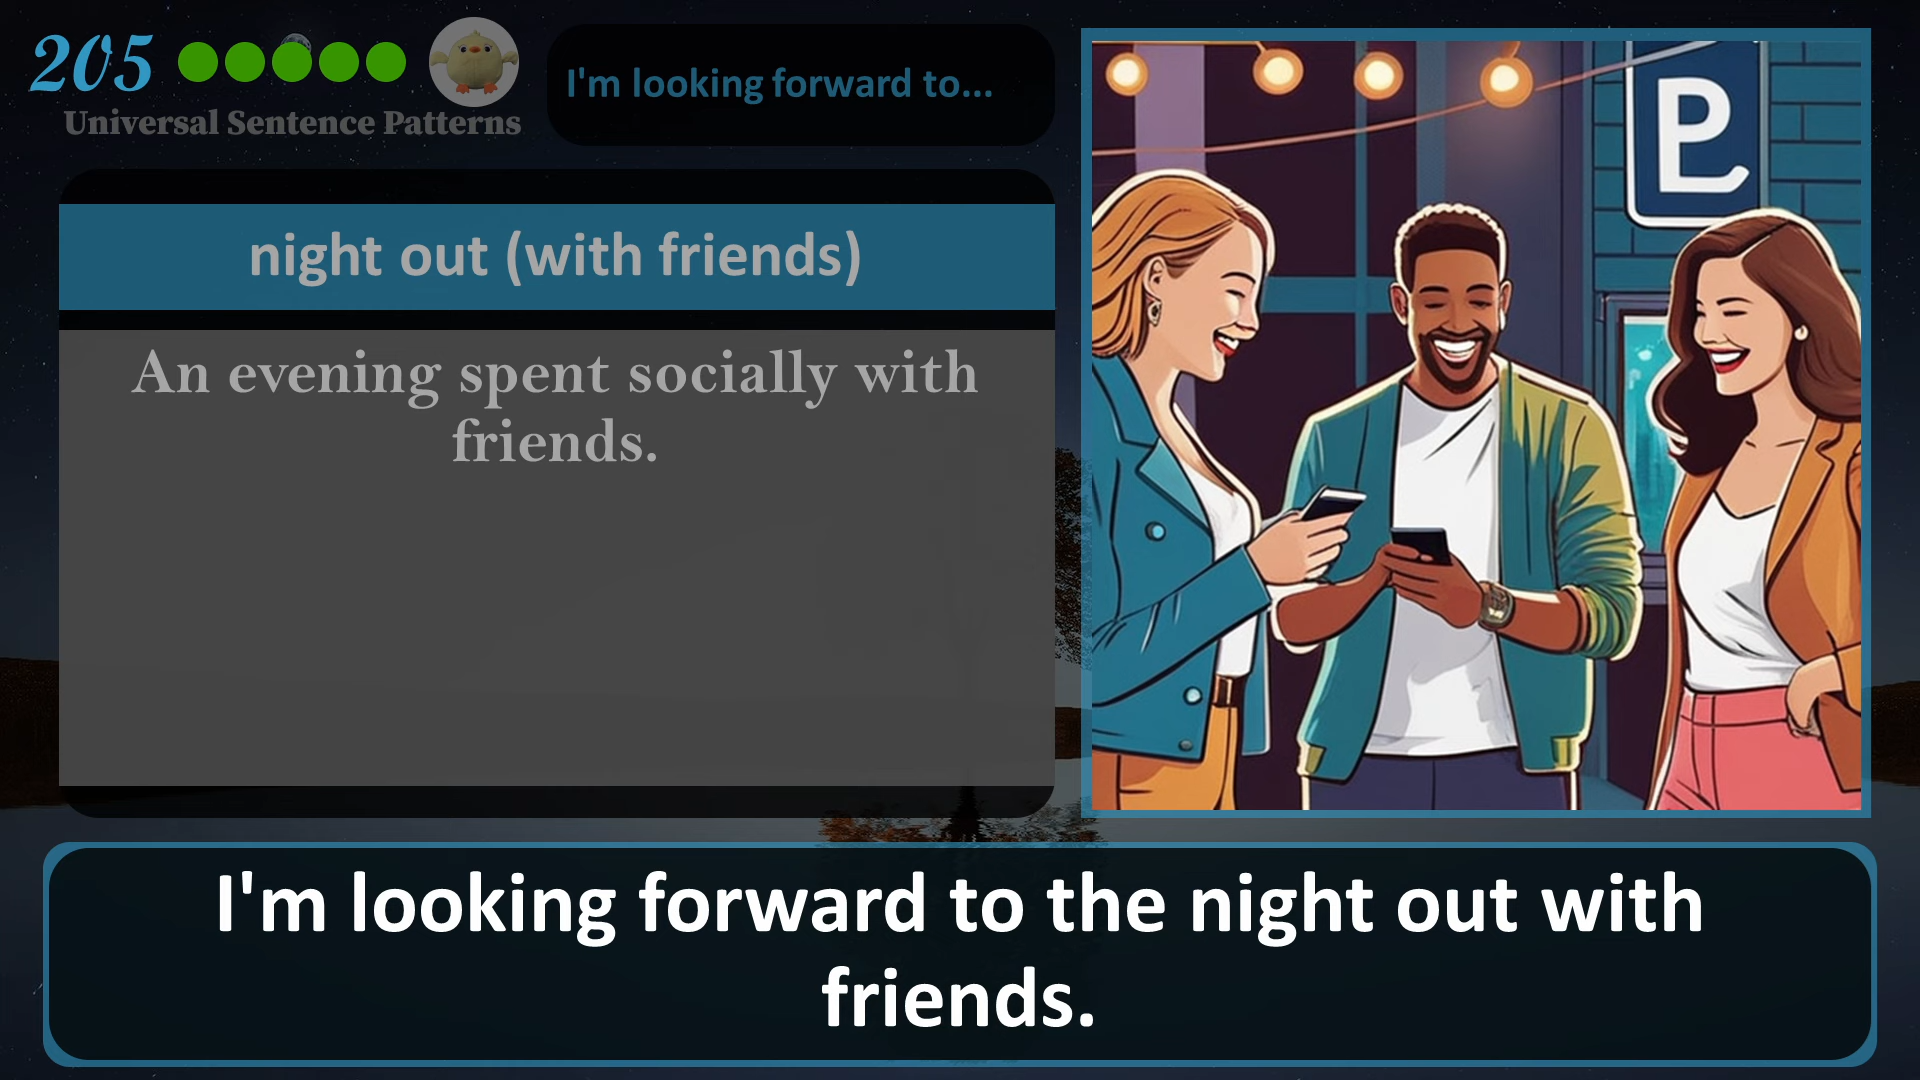 205
Universal Sentence Patterns
I'm looking forward to...
night out (with friends)
An evening spent socially with
friends.
P
I'm looking forward to the night out with
friends.